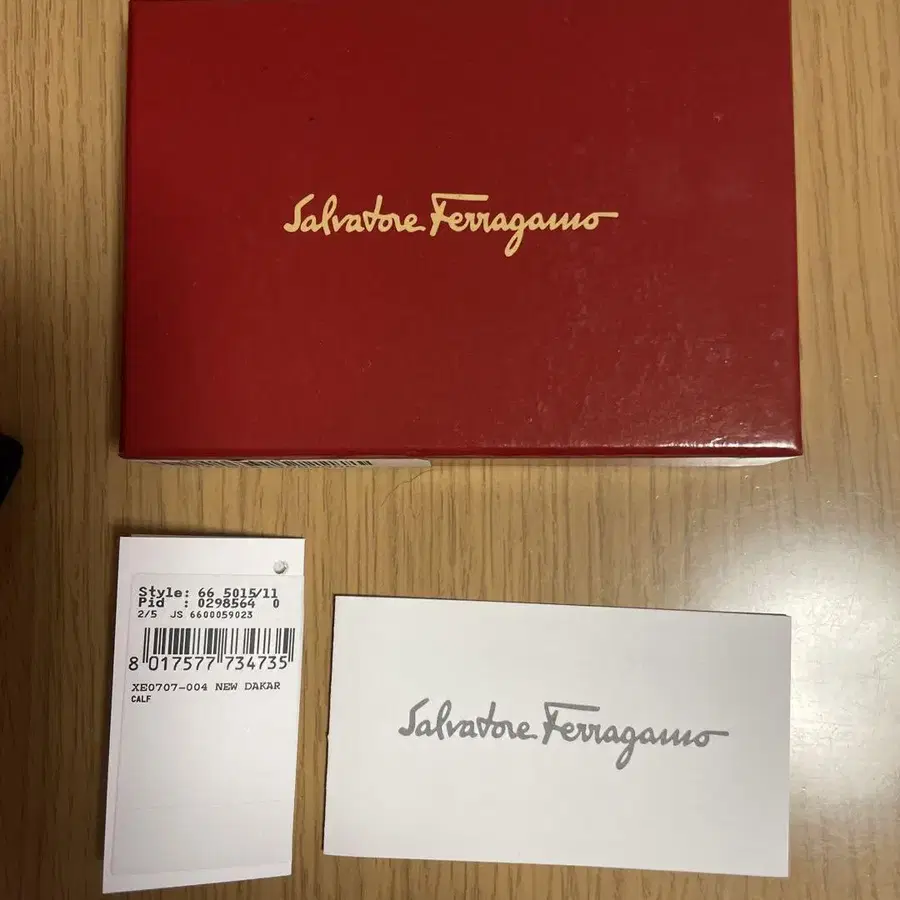 Salvatore Ferragamo
Style: 66 5015/11
Pid : 0298564 0
2/5 JS 6600059023
8 017577 734735
XE0707-004 NEW DAKAR
CALF
Salvatore Ferragamo